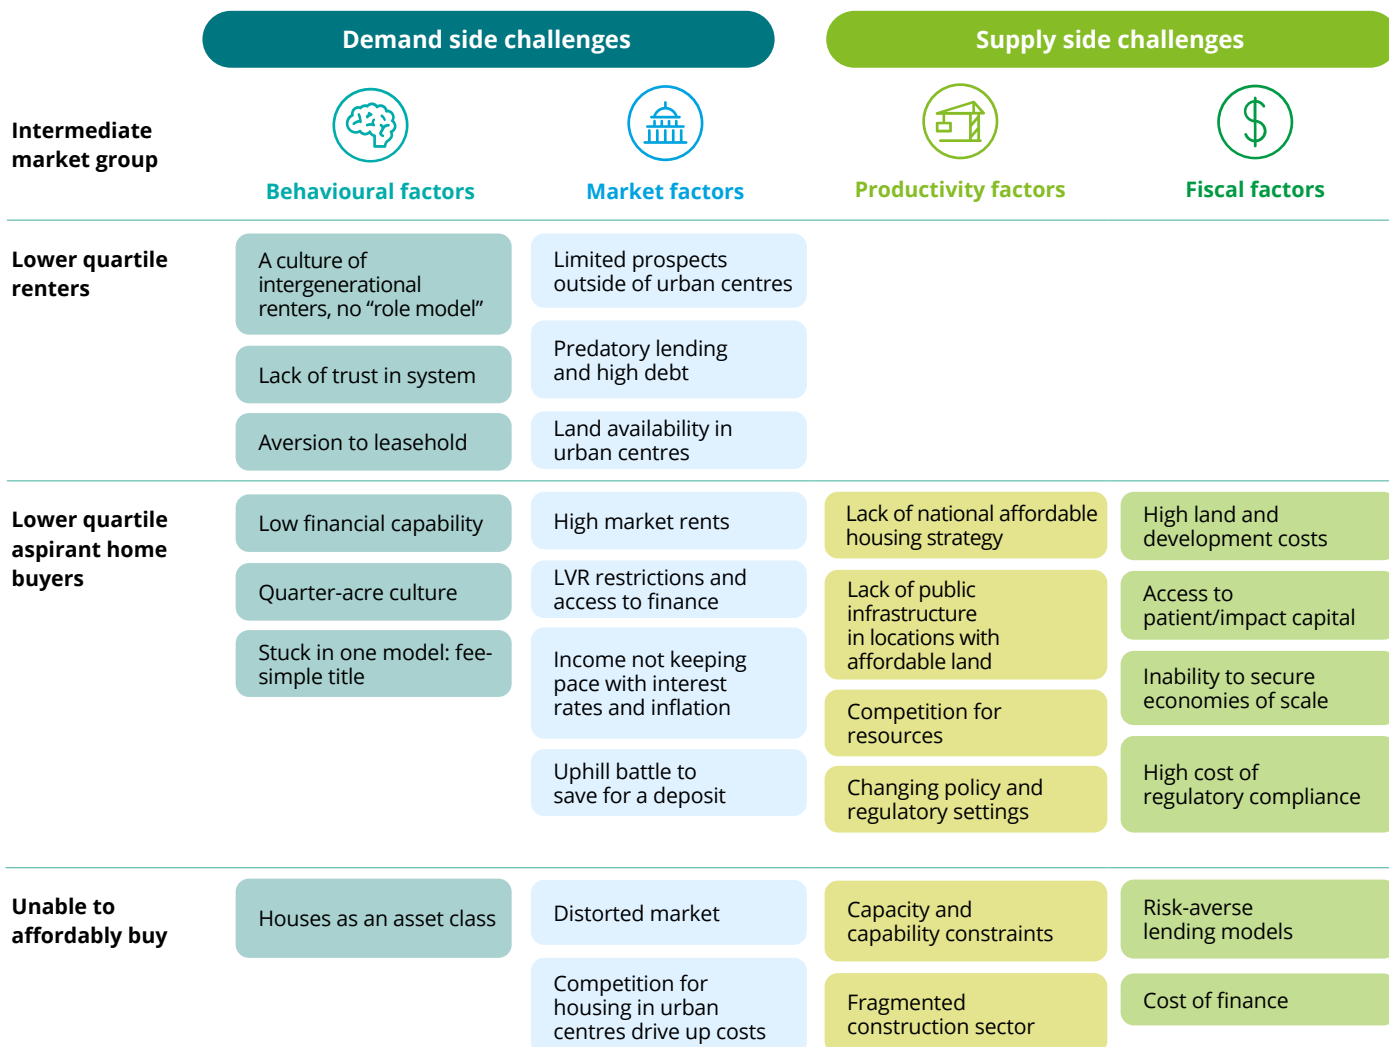 Demand side challenges
Supply side challenges
Intermediate
market group
Behavioural factors
Market factors
Productivity factors
Fiscal factors
Lower quartile
renters
A culture of
intergenerational
renters, no “role model”
Lack of trust in system
Aversion to leasehold
Limited prospects
outside of urban centres
Predatory lending
and high debt
Land availability in
urban centres
Lower quartile
aspirant home
buyers
Low financial capability
Quarter-acre culture
Stuck in one model: fee-
simple title
High market rents
LVR restrictions and
access to finance
Income not keeping
pace with interest
rates and inflation
Uphill battle to
save for a deposit
Lack of national affordable
housing strategy
Lack of public
infrastructure
in locations with
affordable land
Competition for
resources
Changing policy and
regulatory settings
High land and
development costs
Access to
patient/impact capital
Inability to secure
economies of scale
High cost of
regulatory compliance
Unable to
affordably buy
Houses as an asset class
Distorted market
Competition for
housing in urban
centres drive up costs
Capacity and
capability constraints
Fragmented
construction sector
Risk-averse
lending models
Cost of finance